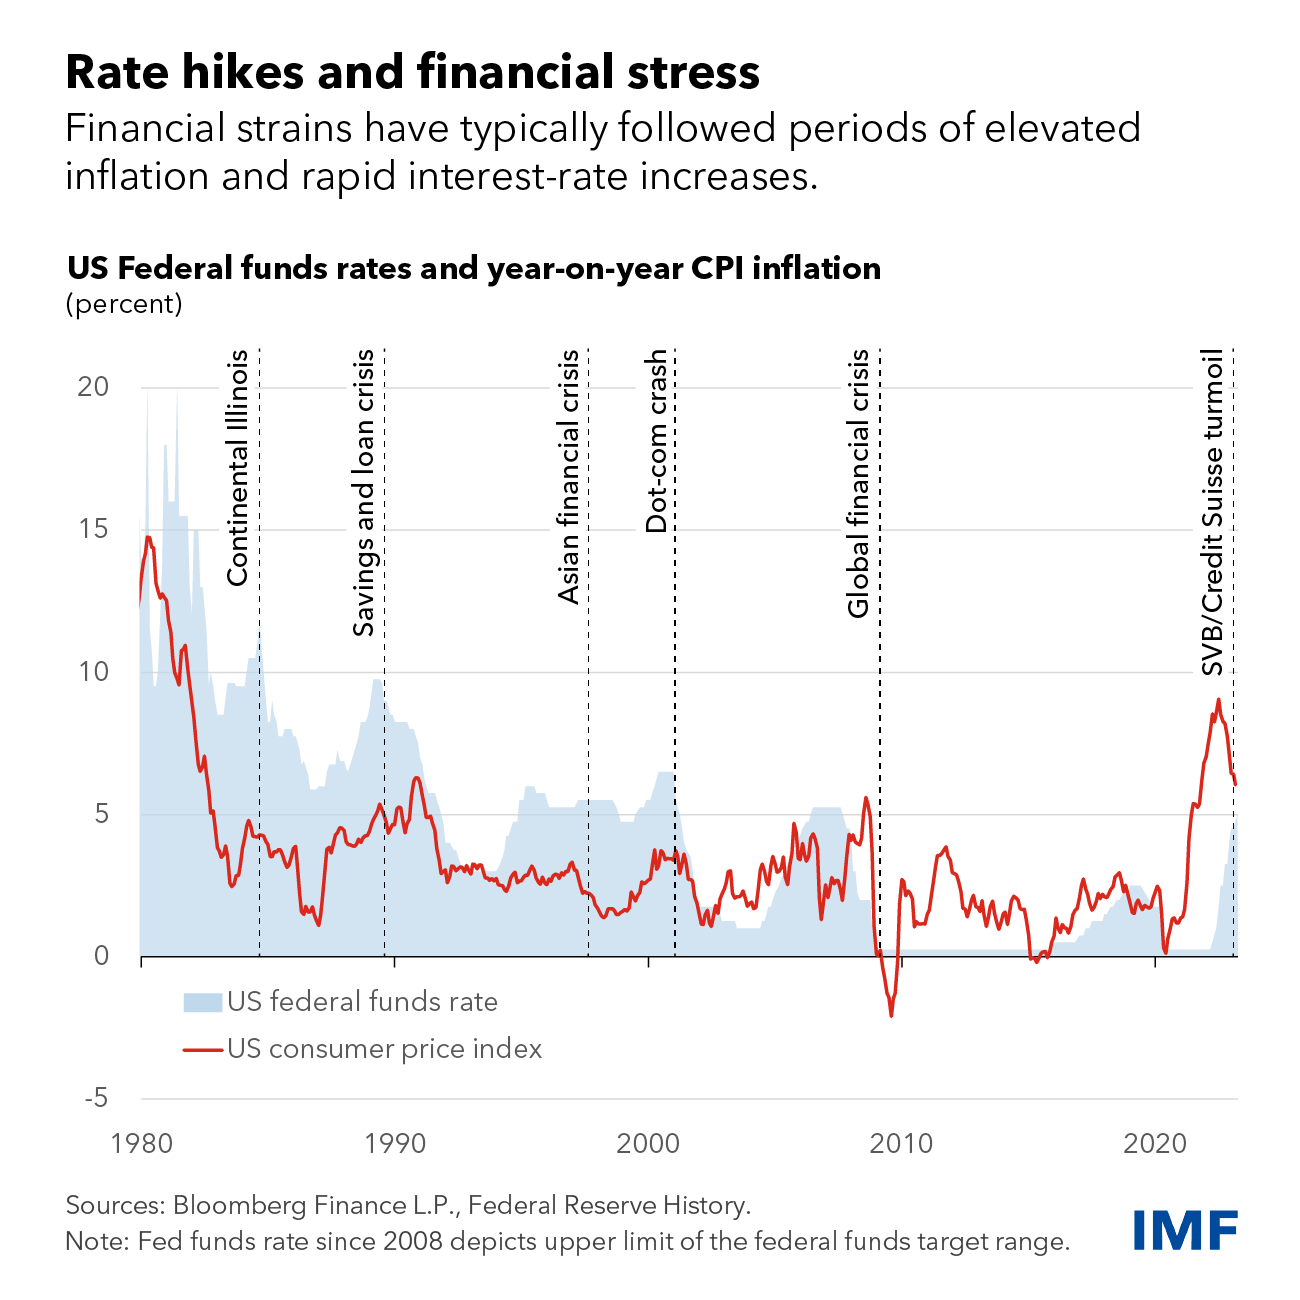 Rate hikes and financial stress
Financial strains have typically followed periods of elevated
inflation and rapid interest-rate increases.
US Federal funds rates and year-on-year CPI inflation
(percent)
20
15
10
5
0
-5
Continental Illinois
Savings and loan crisis
Asian financial crisis
Dot-com crash
Global financial crisis
SVB/Credit Suisse turmoil
US federal funds rate
US consumer price index
1980
1990
2000
2010
2020
Sources: Bloomberg Finance L.P., Federal Reserve History.
Note: Fed funds rate since 2008 depicts upper limit of the federal funds target range.
IMF